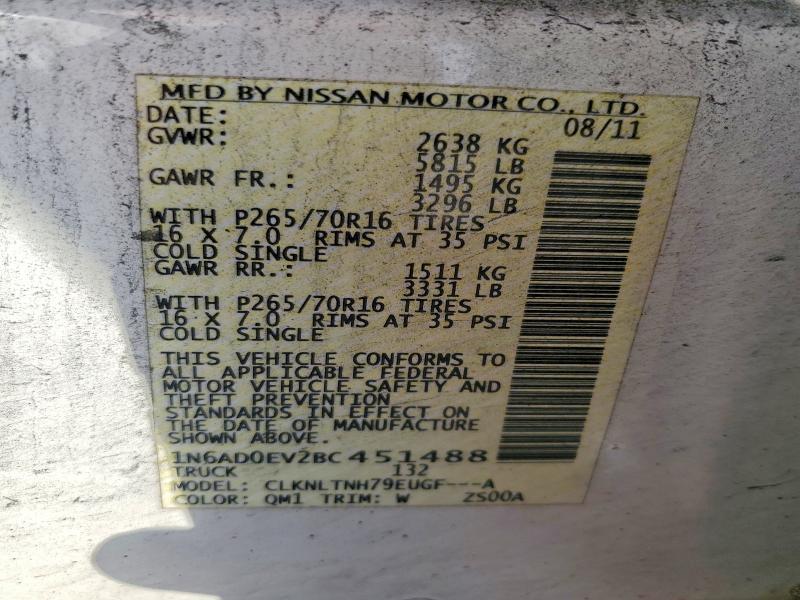 MFD BY NISSAN MOTOR CO., LTD.
DATE: 08/11
GVWR: 2638 KG
5815 LB
GAWR FR.: 1495 KG
3296 LB
WITH P265/70R16 TIRES
16 X 7.0 RIMS AT 35 PSI
COLD SINGLE
GAWR RR.: 1511 KG
3331 LB
WITH P265/70R16 TIRES
16 X 7.0 RIMS AT 35 PSI
COLD SINGLE
THIS VEHICLE CONFORMS TO
ALL APPLICABLE FEDERAL
MOTOR VEHICLE SAFETY AND
THEFT PREVENTION
STANDARDS IN EFFECT ON
THE DATE OF MANUFACTURE
SHOWN ABOVE.
1N6AD0EV2BC451488
TRUCK 132
MODEL: CLKNLTNH79EUGF---A
COLOR: QM1 TRIM: W ZS00A